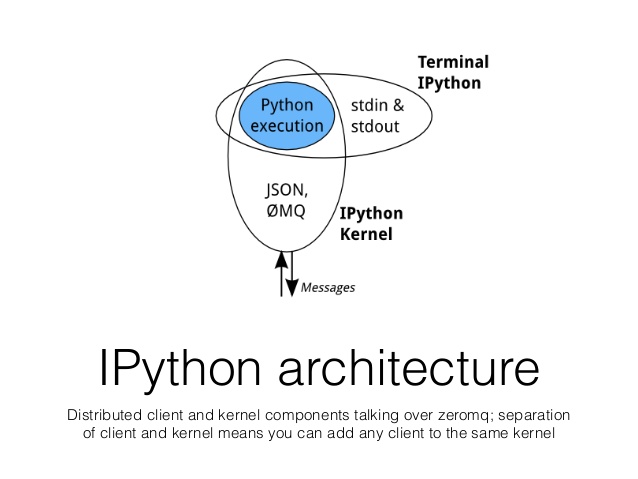 Terminal
IPython
Python
execution
stdin &
stdout
JSON,
ØMQ
IPython
Kernel
Messages
IPython architecture
Distributed client and kernel components talking over zeromq; separation
of client and kernel means you can add any client to the same kernel